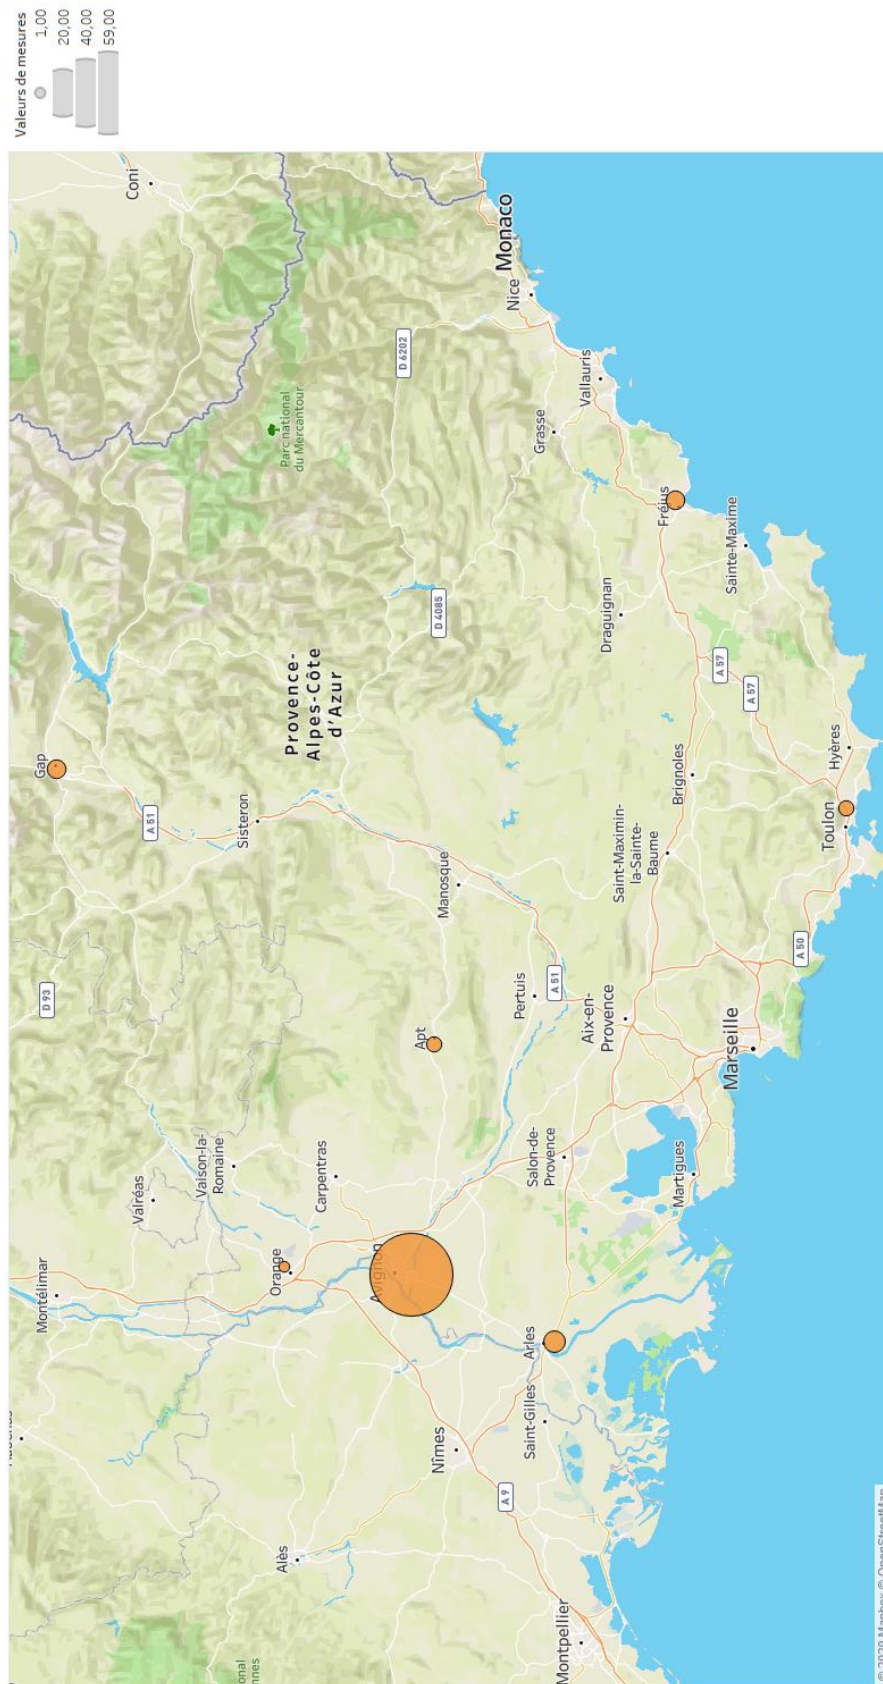 Valeurs de mesures
1,00
20,00
40,00
59,00
Coni
Gap
D 93
Montélimar
A 51
Valréas
Parc national
du Mercantour
Sisteron
Vaison-la-
Romaine
Provence-
Alpes-Côte
d'Azur
Orange
Alès
Carpentras
D 6202
Avignon
Apt
D 4085
Manosque
Nîmes
Monaco
Nice
Pertuis
A 51
A 9
Arles
Saint-Gilles
Salon-de-
Provence
Grasse
Vallauris
Aix-en-
Provence
Draguignan
Montpellier
Saint-Maximin-
la-Sainte-
Baume
Fréjus
Brignoles
Martigues
A 57
Sainte-Maxime
Marseille
A 57
A 50
Toulon
Hyères
© 2020 Mapbox © OpenStreetMap